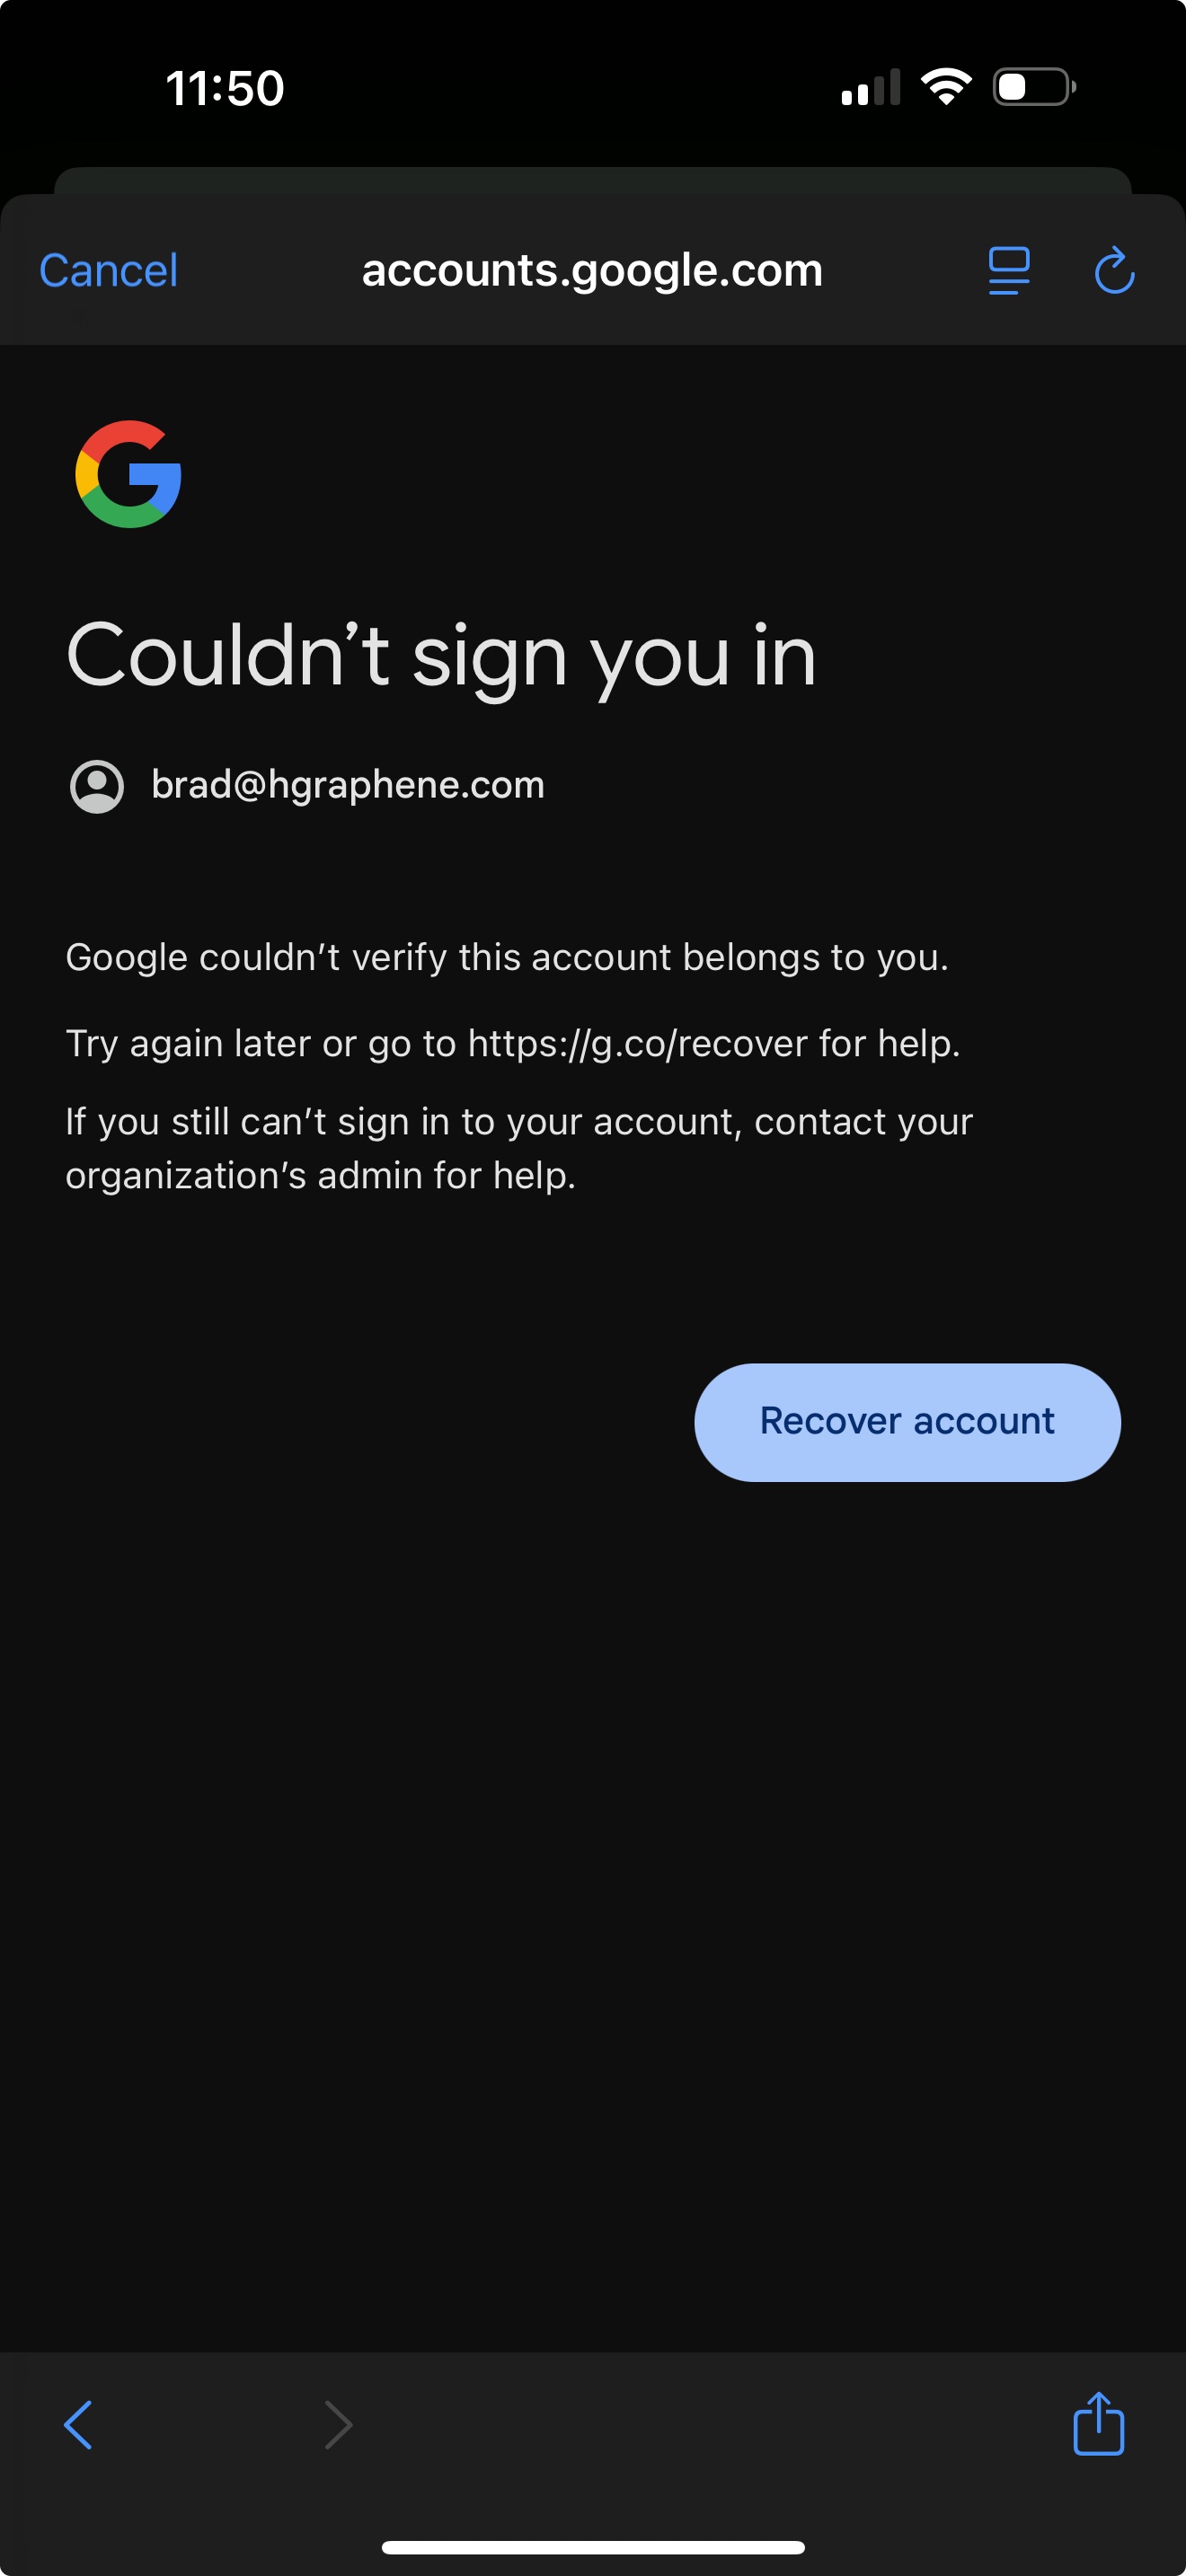 11:50
Cancel
accounts.google.com
Couldn’t sign you in
brad@hgraphene.com
Google couldn’t verify this account belongs to you.
Try again later or go to https://g.co/recover for help.
If you still can’t sign in to your account, contact your
organization’s admin for help.
Recover account